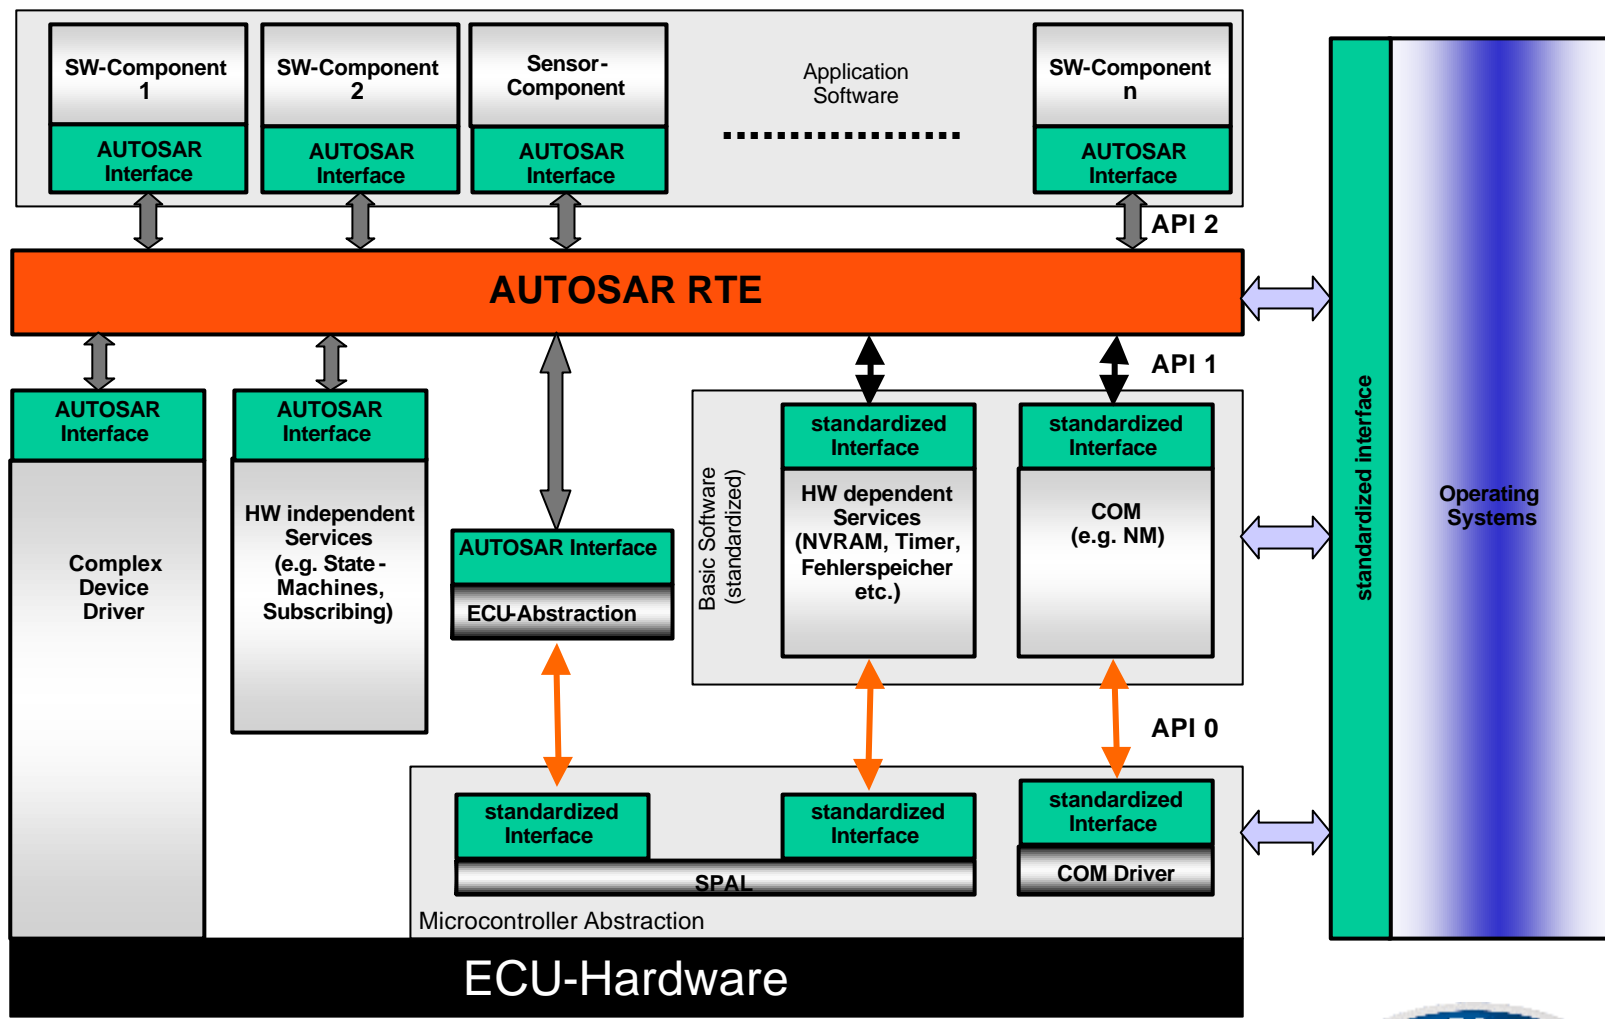 SW-Component
1
AUTOSAR
Interface
SW-Component
2
AUTOSAR
Interface
Sensor-
Component
AUTOSAR
Interface
Application
Software
SW-Component
n
AUTOSAR
Interface
API 2
AUTOSAR RTE
API 1
AUTOSAR
Interface
Complex
Device
Driver
AUTOSAR
Interface
HW independent
Services
(e.g. State-
Machines,
Subscribing)
AUTOSAR Interface
ECU-Abstraction
Basic Software
(standardized)
standardized
Interface
HW dependent
Services
(NVRAM, Timer,
Fehlerspeicher
etc.)
standardized
Interface
COM
(e.g. NM)
API 0
standardized
Interface
standardized
Interface
SPAL
standardized
Interface
COM Driver
Microcontroller Abstraction
ECU-Hardware
standardized interface
Operating
Systems